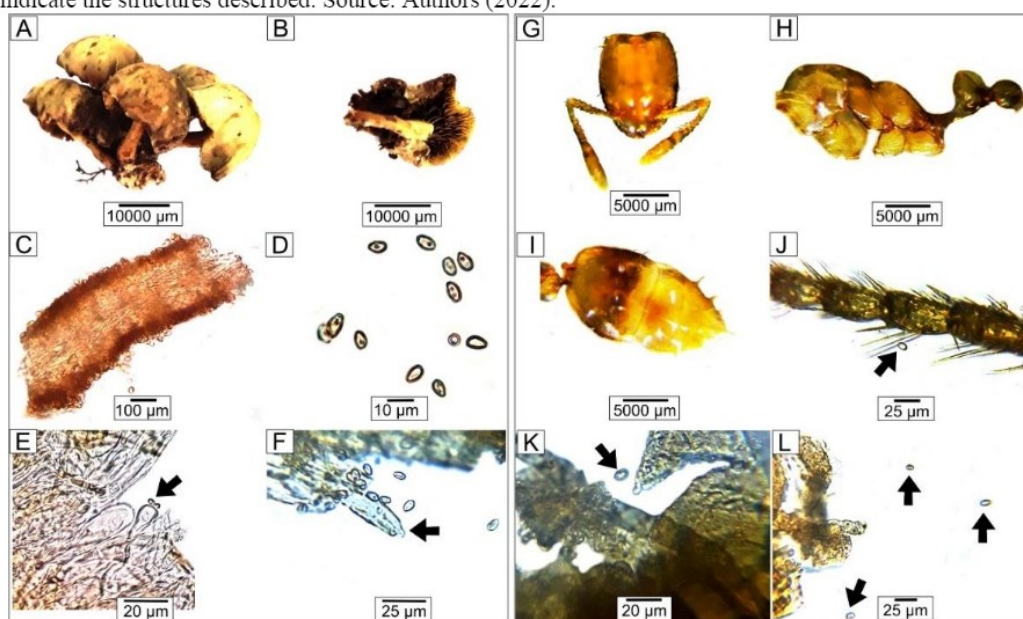 indicate the structures described. Source: Authors (2022).
A
B
G
H
10000 µm
10000 µm
5000 µm
5000 µm
C
D
I
J
100 µm
10 µm
5000 µm
25 µm
E
F
K
L
20 µm
25 µm
20 µm
25 µm